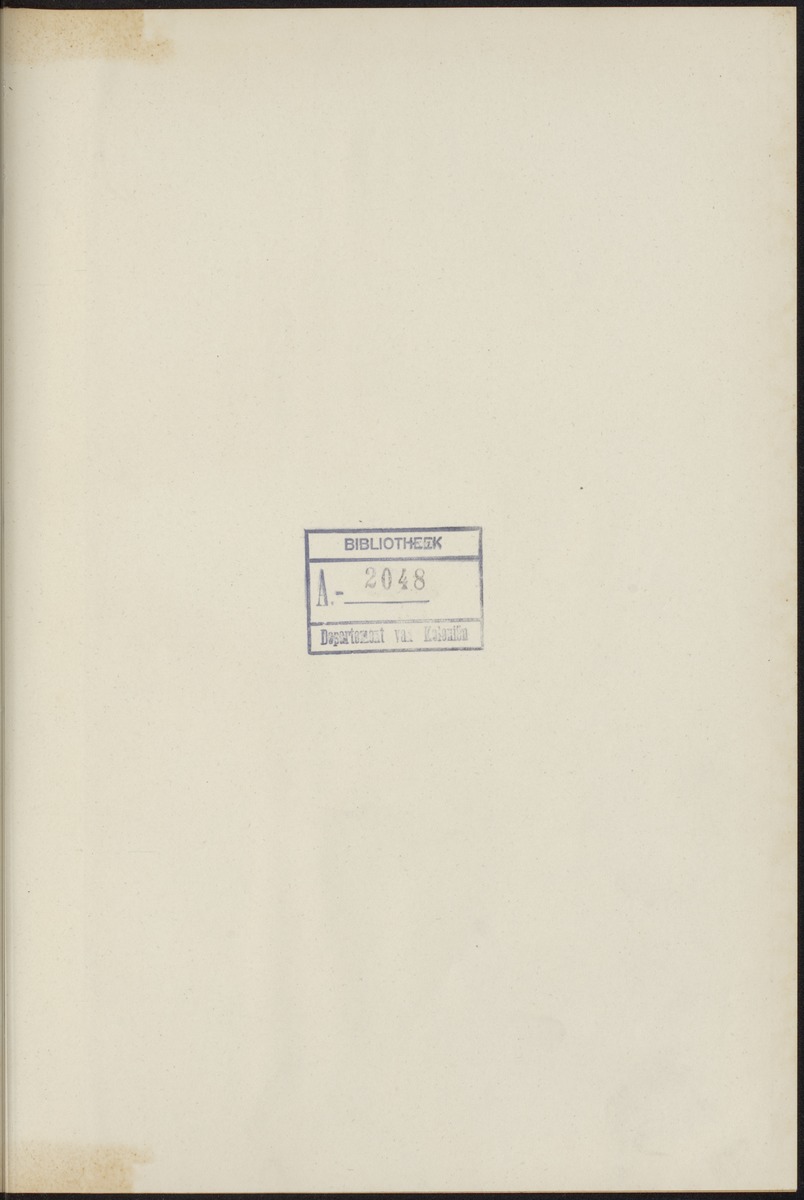 BIBLIOTHEEK
A.- 2048
Departement van Koloniën